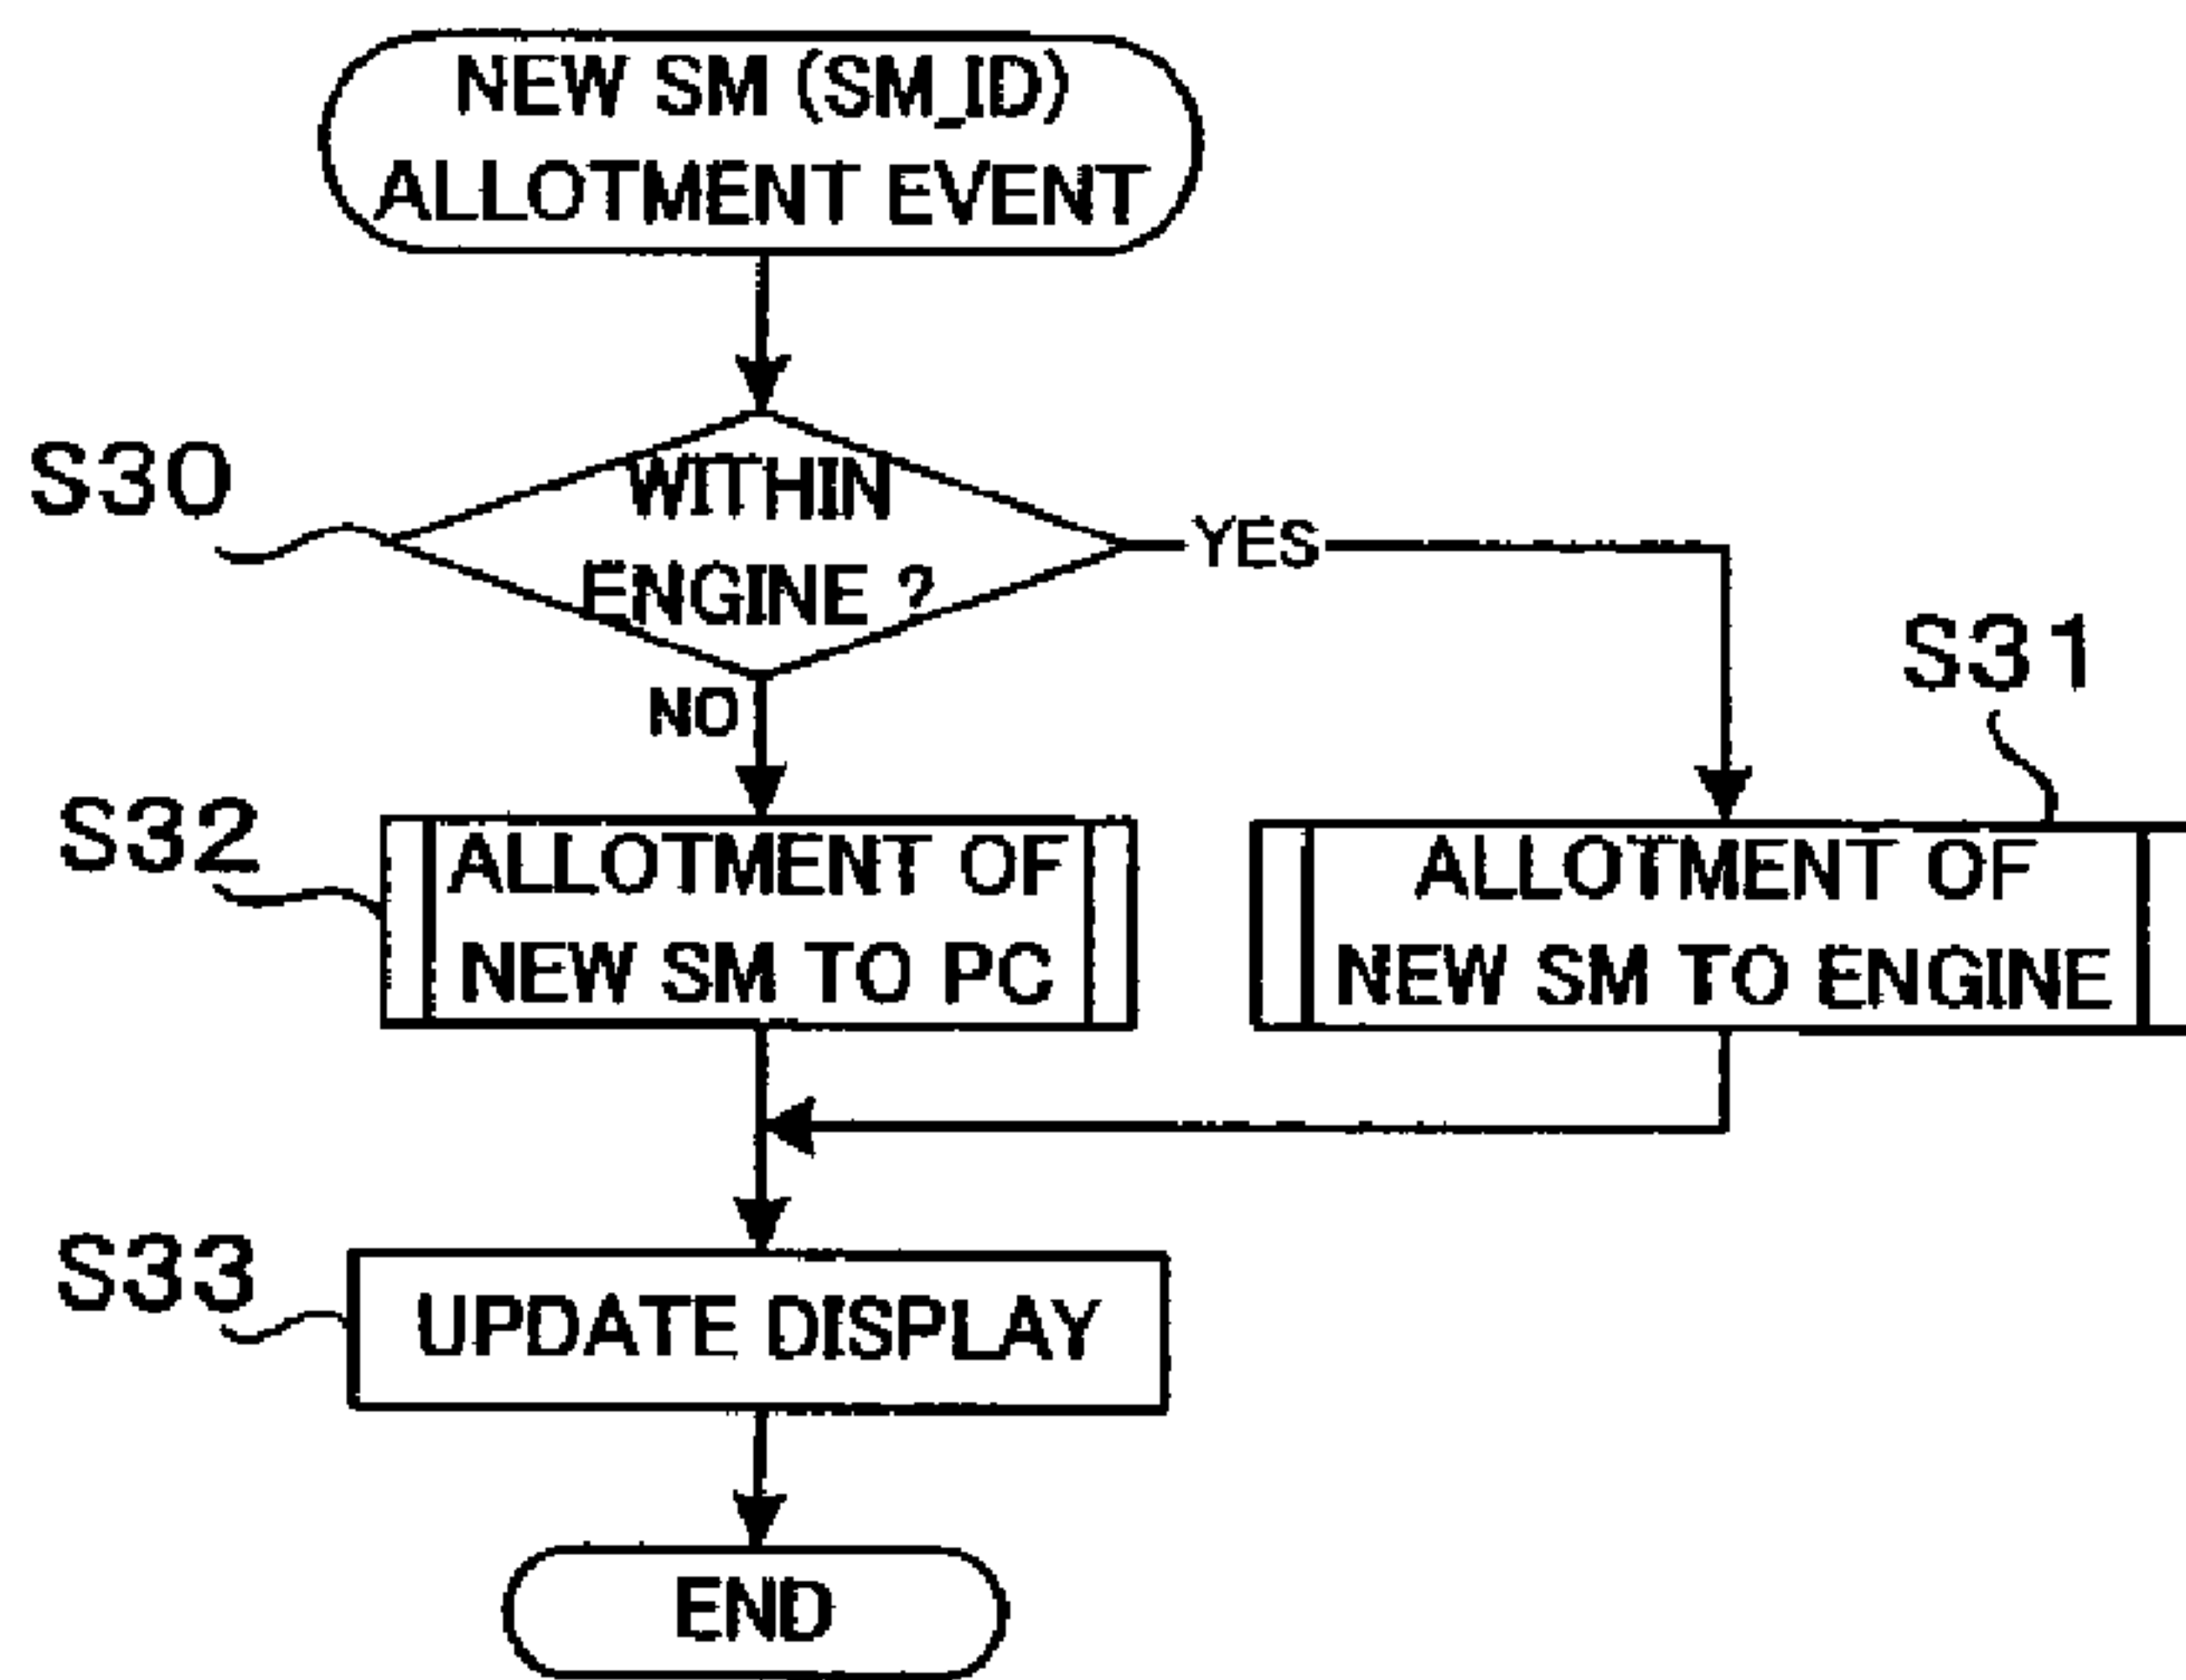 NEW SM (SM_ID)
ALLOTMENT EVENT
S30
WITHIN
ENGINE ?
YES
NO
S31
S32
ALLOTMENT OF
NEW SM TO PC
ALLOTMENT OF
NEW SM TO ENGINE
S33
UPDATE DISPLAY
END